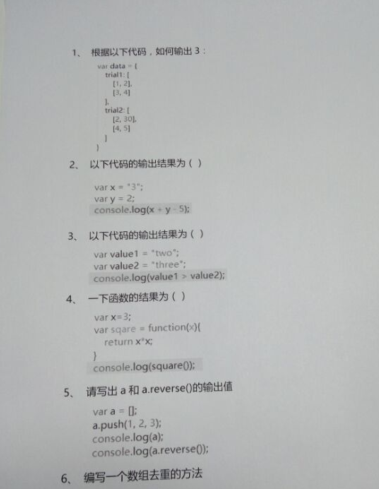 1、 根据以下代码，如何输出 3：
var data = {
trial1: [
[1, 2],
[3, 4]
],
trial2: [
[2, 30],
[4, 5]
]
}
2、 以下代码的输出结果为（ ）
var x = "3";
var y = 2;
console.log(x + y - 5);
3、 以下代码的输出结果为（ ）
var value1 = "two";
var value2 = "three";
console.log(value1 > value2);
4、 一下函数的结果为（ ）
var x=3;
var sqare = function(x){
return x*x;
}
console.log(square());
5、 请写出 a 和 a.reverse()的输出值
var a = [];
a.push(1, 2, 3);
console.log(a);
console.log(a.reverse());
6、 编写一个数组去重的方法